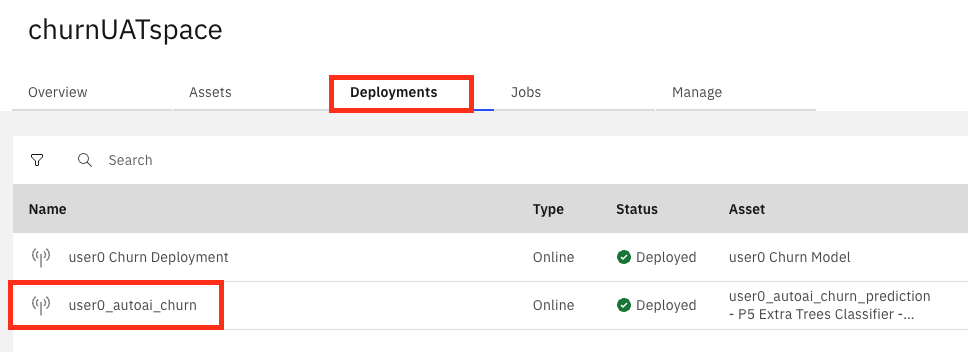 churnUATspace
Overview Assets Deployments Jobs Manage
Search
Name Type Status Asset
user0 Churn Deployment Online Deployed user0 Churn Model
user0_autoai_churn Online Deployed user0_autoai_churn_prediction
- P5 Extra Trees Classifier -...